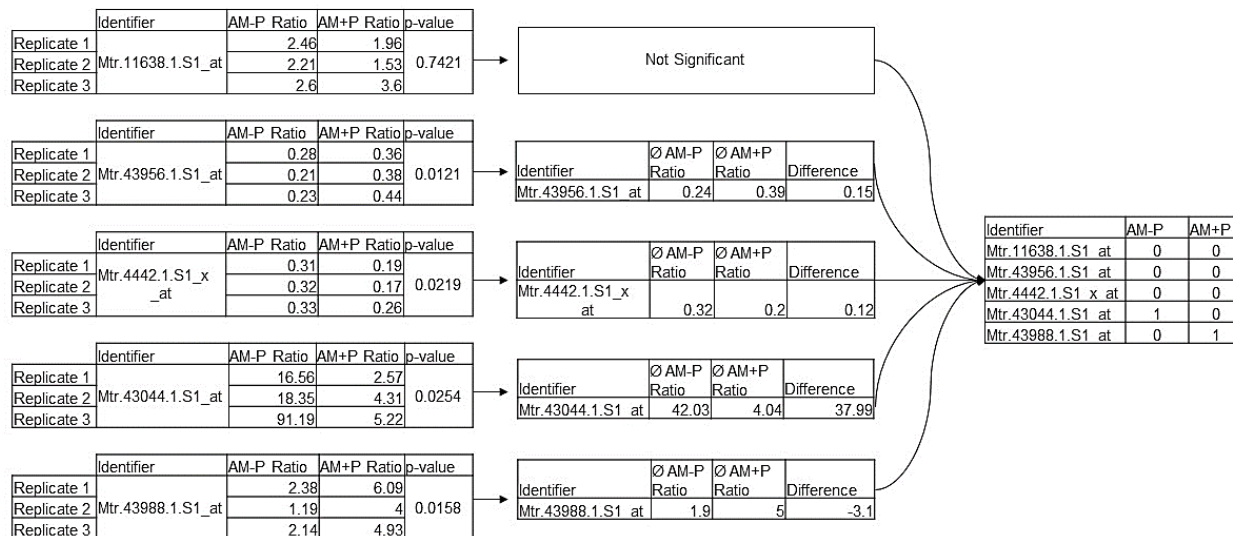 Identifier AM-P Ratio AM+P Ratio p-value
Replicate 1 2.46 1.96
Replicate 2 Mtr.11638.1.S1_at 2.21 1.53 0.7421
Replicate 3 2.6 3.6
Not Significant
Identifier AM-P Ratio AM+P Ratio p-value
Replicate 1 0.28 0.36
Replicate 2 Mtr.43956.1.S1_at 0.21 0.38 0.0121
Replicate 3 0.23 0.44
Ø AM-P Ø AM+P
Identifier Ratio Ratio Difference
Mtr.43956.1.S1_at 0.24 0.39 0.15
Identifier AM-P Ratio AM+P Ratio p-value
Replicate 1 0.31 0.19
Replicate 2 Mtr.4442.1.S1_x 0.32 0.17 0.0219
_at
Replicate 3 0.33 0.26
Ø AM-P Ø AM+P
Identifier Ratio Ratio Difference
Mtr.4442.1.S1_x
at 0.32 0.2 0.12
Identifier AM-P Ratio AM+P Ratio p-value
Replicate 1 16.56 2.57
Replicate 2 Mtr.43044.1.S1_at 18.35 4.31 0.0254
Replicate 3 91.19 5.22
Ø AM-P Ø AM+P
Identifier Ratio Ratio Difference
Mtr.43044.1.S1_at 42.03 4.04 37.99
Identifier AM-P Ratio AM+P Ratio p-value
Replicate 1 2.38 6.09
Replicate 2 Mtr.43988.1.S1_at 1.19 4 0.0158
Replicate 3 2.14 4.93
Ø AM-P Ø AM+P
Identifier Ratio Ratio Difference
Mtr.43988.1.S1_at 1.9 5 -3.1
Identifier AM-P AM+P
Mtr.11638.1.S1_at 0 0
Mtr.43956.1.S1_at 0 0
Mtr.4442.1.S1_x_at 0 0
Mtr.43044.1.S1_at 1 0
Mtr.43988.1.S1_at 0 1